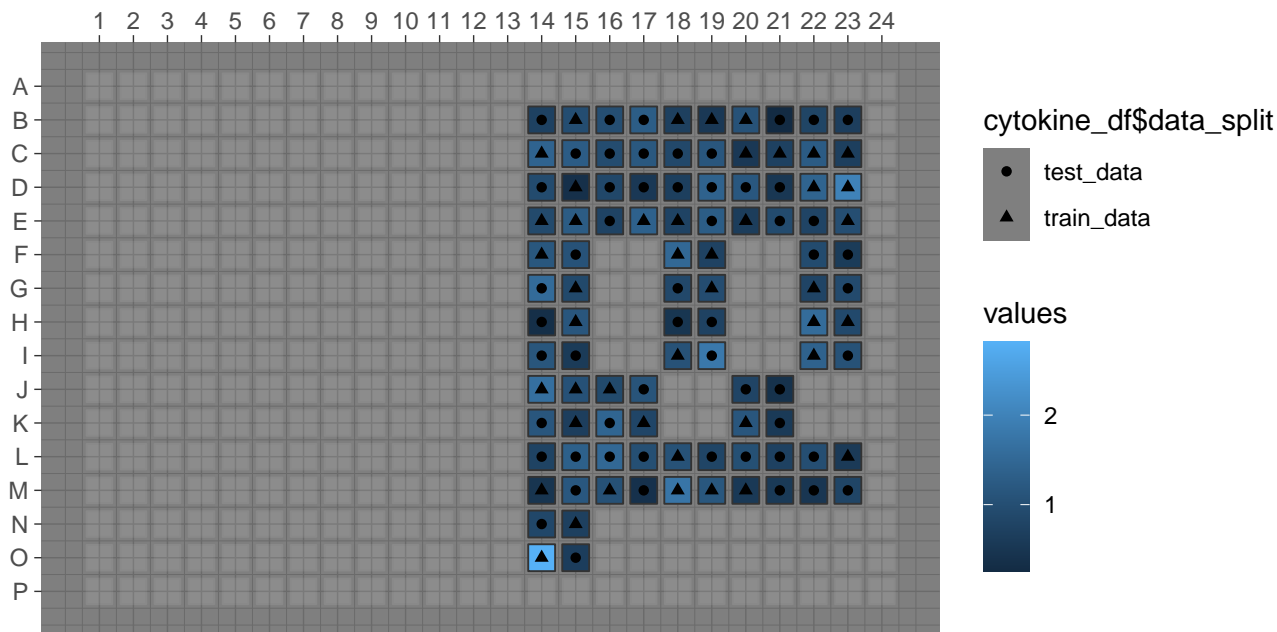 1 2 3 4 5 6 7 8 9 10 11 12 13 14 15 16 17 18 19 20 21 22 23 24
A
B
C
D
E
F
G
H
I
J
K
L
M
N
O
P
cytokine_df$data_split
test_data
train_data
values
2
1